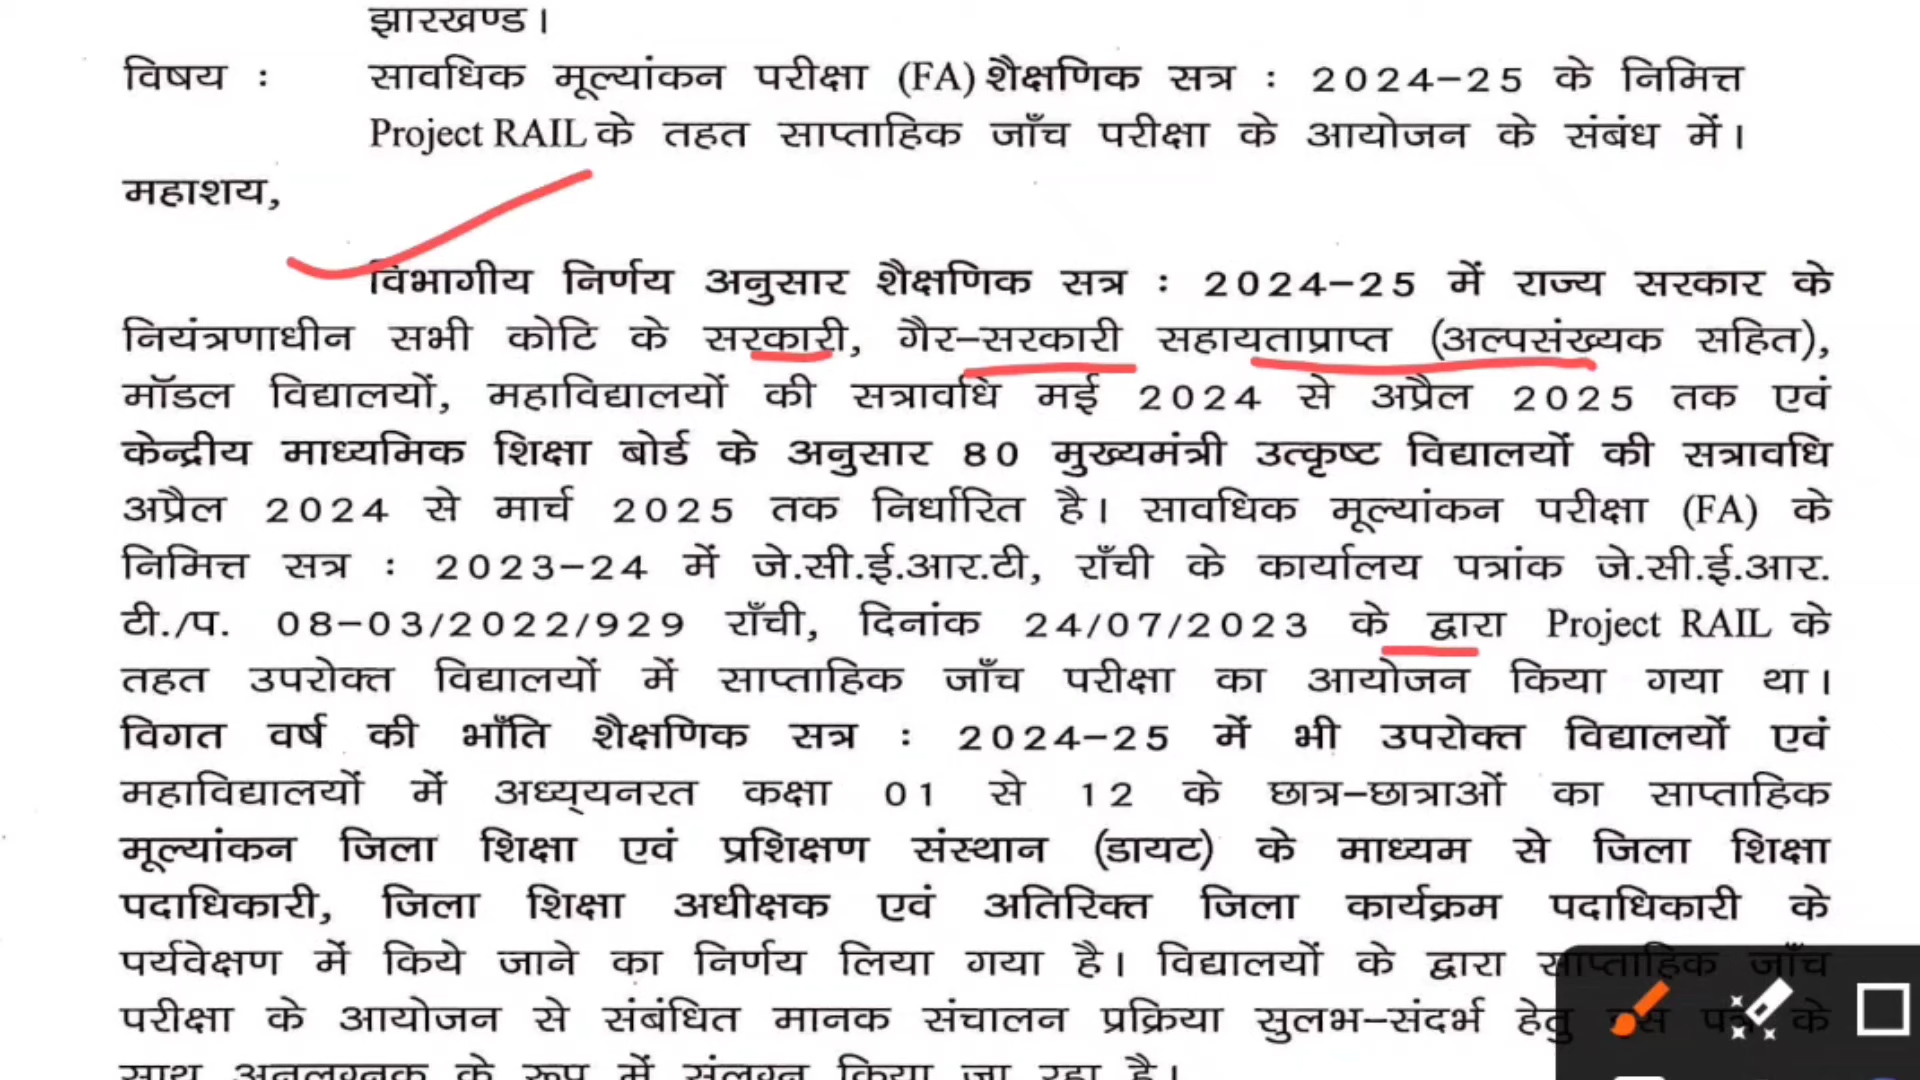 झारखण्ड।
विषय : सावधिक मूल्यांकन परीक्षा (FA) शैक्षणिक सत्र : 2024-25 के निमित्त
Project RAIL के तहत साप्ताहिक जाँच परीक्षा के आयोजन के संबंध में।
महाशय,
विभागीय निर्णय अनुसार शैक्षणिक सत्र : 2024-25 में राज्य सरकार के
नियंत्रणाधीन सभी कोटि के सरकारी, गैर-सरकारी सहायताप्राप्त (अल्पसंख्यक सहित),
मॉडल विद्यालयों, महाविद्यालयों की सत्रावधि मई 2024 से अप्रैल 2025 तक एवं
केन्द्रीय माध्यमिक शिक्षा बोर्ड के अनुसार 80 मुख्यमंत्री उत्कृष्ट विद्यालयों की सत्रावधि
अप्रैल 2024 से मार्च 2025 तक निर्धारित है। सावधिक मूल्यांकन परीक्षा (FA) के
निमित्त सत्र : 2023-24 में जे.सी.ई.आर.टी, राँची के कार्यालय पत्रांक जे.सी.ई.आर.
टी./प. 08-03/2022/929 राँची, दिनांक 24/07/2023 के द्वारा Project RAIL के
तहत उपरोक्त विद्यालयों में साप्ताहिक जाँच परीक्षा का आयोजन किया गया था।
विगत वर्ष की भाँति शैक्षणिक सत्र : 2024-25 में भी उपरोक्त विद्यालयों एवं
महाविद्यालयों में अध्य्यनरत कक्षा 01 से 12 के छात्र-छात्राओं का साप्ताहिक
मूल्यांकन जिला शिक्षा एवं प्रशिक्षण संस्थान (डायट) के माध्यम से जिला शिक्षा
पदाधिकारी, जिला शिक्षा अधीक्षक एवं अतिरिक्त जिला कार्यक्रम पदाधिकारी के
पर्यवेक्षण में किये जाने का निर्णय लिया गया है। विद्यालयों के द्वारा साप्ताहिक जाँच
परीक्षा के आयोजन से संबंधित मानक संचालन प्रक्रिया सुलभ-संदर्भ हेतु के
साथ के रूप में संलग्न किया जा रहा है।